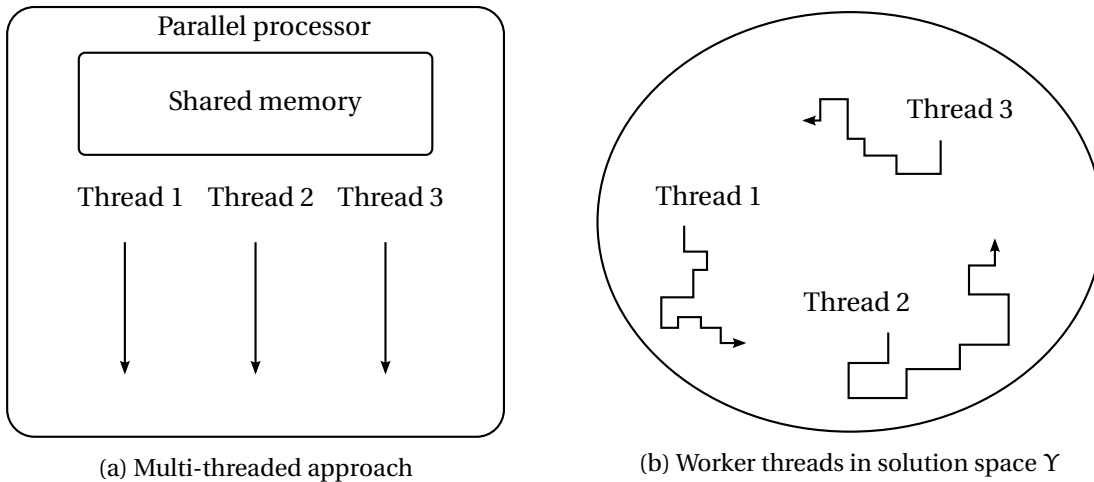 Parallel processor
Shared memory
Thread 1 Thread 2 Thread 3
(a) Multi-threaded approach
Thread 3
Thread 1
Thread 2
(b) Worker threads in solution space ϒ